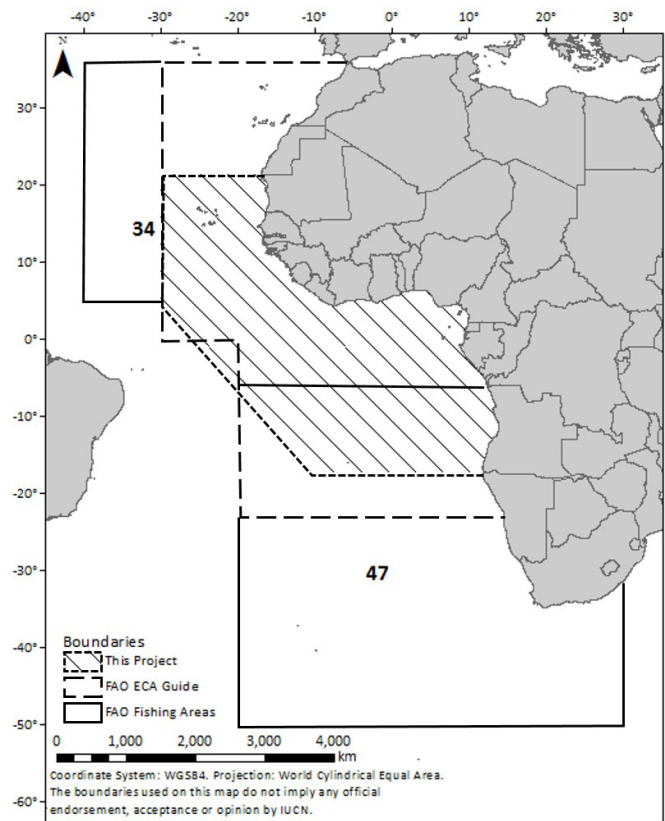 -40° -30° -20° -10° 0° 10° 20° 30°
N
30°
20°
34
10°
0°
-10°
-20°
47
-30°
-40°
Boundaries
This Project
FAO ECA Guide
FAO Fishing Areas
-50°
0 1,000 2,000 3,000 4,000
km
Coordinate System: WGS84. Projection: World Cylindrical Equal Area.
The boundaries used on this map do not imply any official
endorsement, acceptance or opinion by IUCN.
-60°